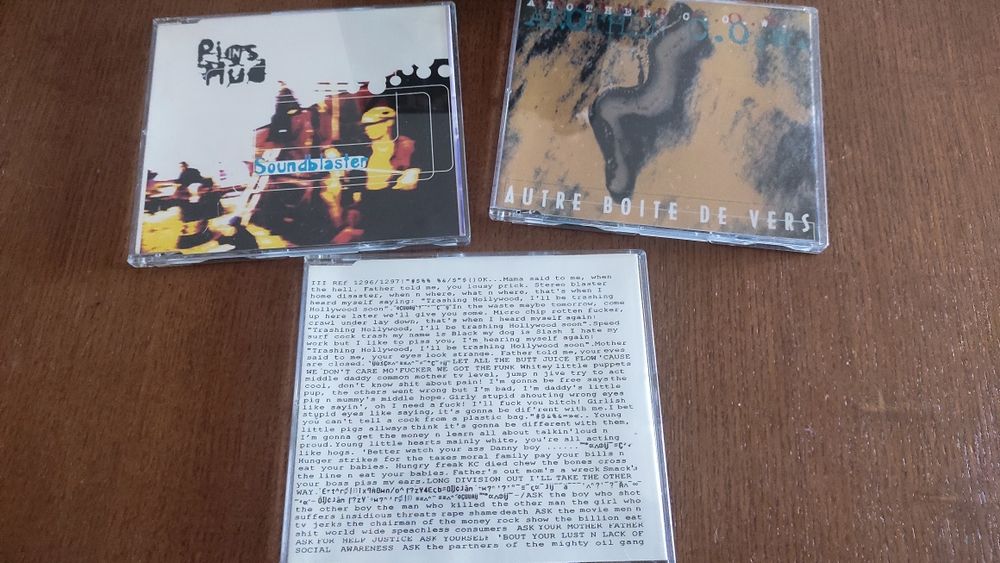 PiGS IN Aud
Soundblaster
ANOTHER C.O.W.
AUTRE BOITE DE VERS
III REF 1296/1297:
OK...Mama said to me, when
the hell. Father told me, you lousy prick. Stereo blaster
home disaster, when n where, what n where, that's when I
heard myself saying: "Trashing Hollywood, I'll be trashing
Hollywood soon". In the waste maybe tomorrow, come
up here later we'll give you some. Micro chip rotten fucker,
crawl under lay down, that's when I heard myself again:
"Trashing Hollywood, I'll be trashing Hollywood soon".Speed
surf cock trash my name is Black my dog is Slash I hate my
work but I like to piss you, I'm hearing myself again:
"Trashing Hollywood, I'll be trashing Hollywood soon".Mother
said to me, your eyes look strange. Father told me, your eyes
are closed. LET ALL THE BUTT JUICE FLOW!'CAUSE
WE DON'T CARE MO'FUCKER WE GOT THE FUNK Whitey little puppets
middle daddy common mother tv level, jump n jive try to act
cool, don't know shit about pain! I'm gonna be free says the
pup, the others went wrong but I'm bad, I'm daddy's little
pig n mummy's middle hope. Girly stupid shouting wrong eyes
like sayin', oh I need a fuck! I'll fuck you bitch! Girlish
stupid eyes like saying, it's gonna be dif'rent with me.I bet
you can't tell a cock from a plastic bag. Young
little pigs allways think it's gonna be different with them,
I'm gonna get the money n learn all about talkin'loud n
proud.Young little hearts mainly white, you're all acting
like hogs. 'Better watch your ass Danny boy
Hunger strikes for the taxes moral family pay your bills n
eat your babies. Hungry freak KC died chew the bones cross
the line n eat your babies. Father's out mom's a wreck Smack's
your boss piss my ears.LONG DIVISION OUT I'LL TAKE THE OTHER
WAY.
ASK the boy who shot
the other boy the man who killed the other man the girl who
suffers insidious threats rape shame death ASK the movie men n
tv jerks the chairman of the money rock show the billion eat
shit world wide speachless consumers ASK YOUR MOTHER FATHER
ASK FOR HELP JUSTICE ASK YOURSELF 'BOUT YOUR LUST N LACK OF
SOCIAL AWARENESS ASK the partners of the mighty oil gang